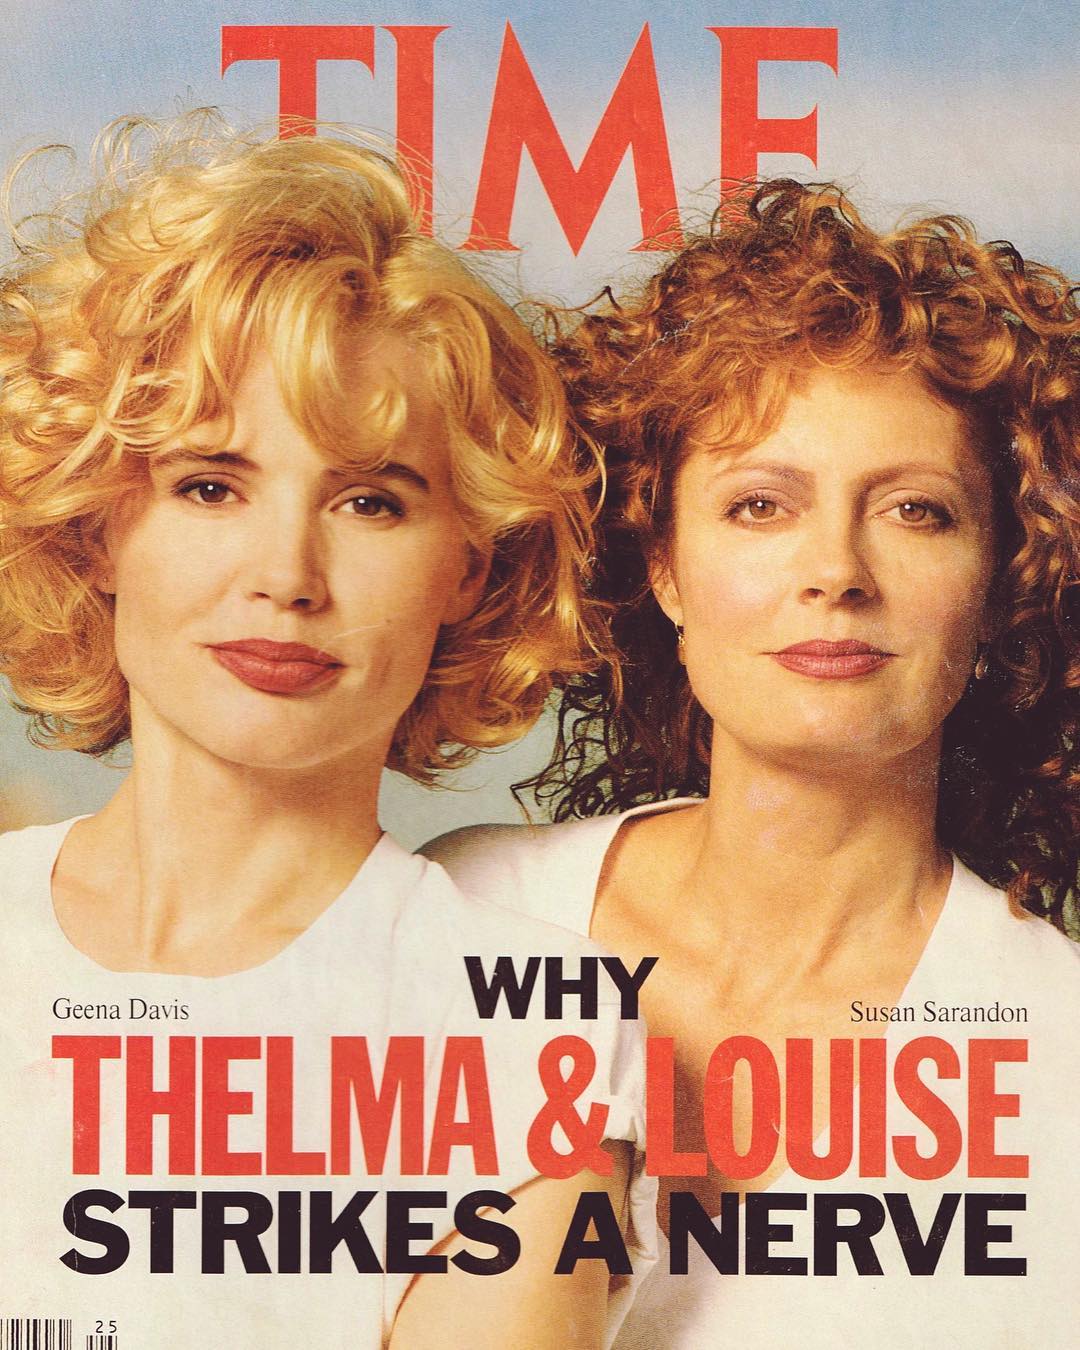 TIME
WHY
Geena Davis
Susan Sarandon
THELMA & LOUISE
STRIKES A NERVE
25